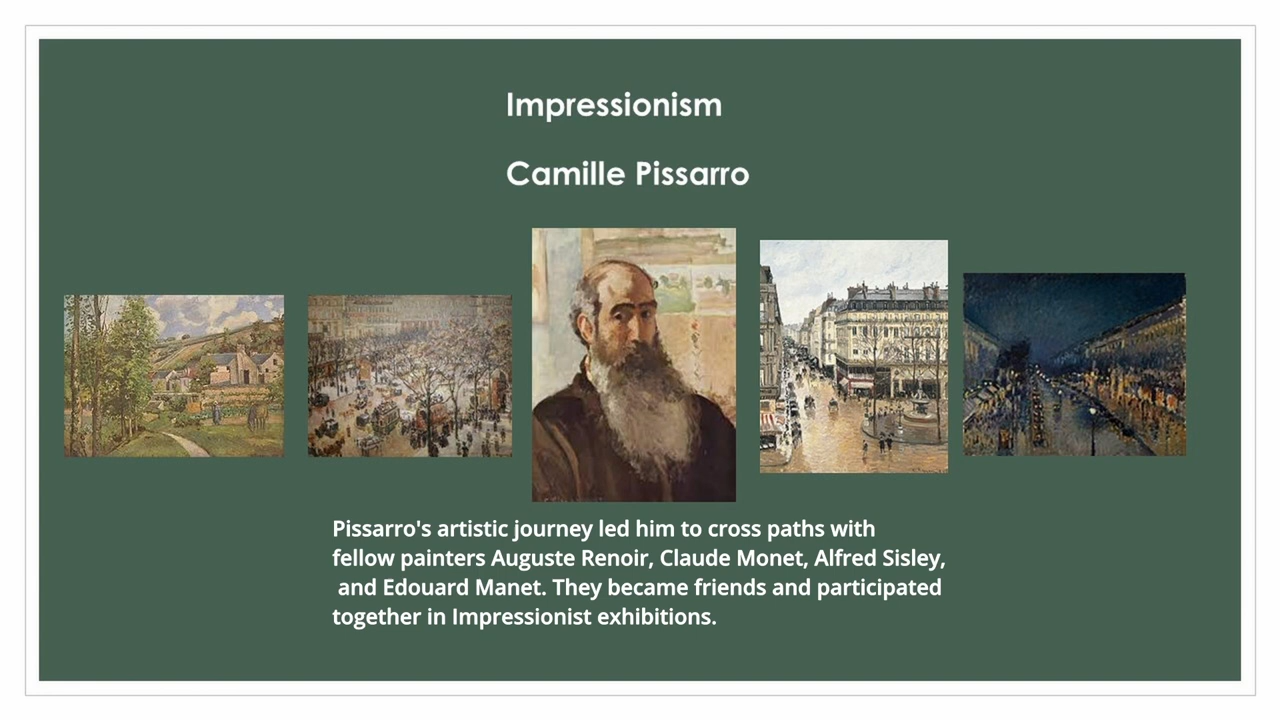 Impressionism
Camille Pissarro
Pissarro's artistic journey led him to cross paths with
fellow painters Auguste Renoir, Claude Monet, Alfred Sisley,
and Edouard Manet. They became friends and participated
together in Impressionist exhibitions.